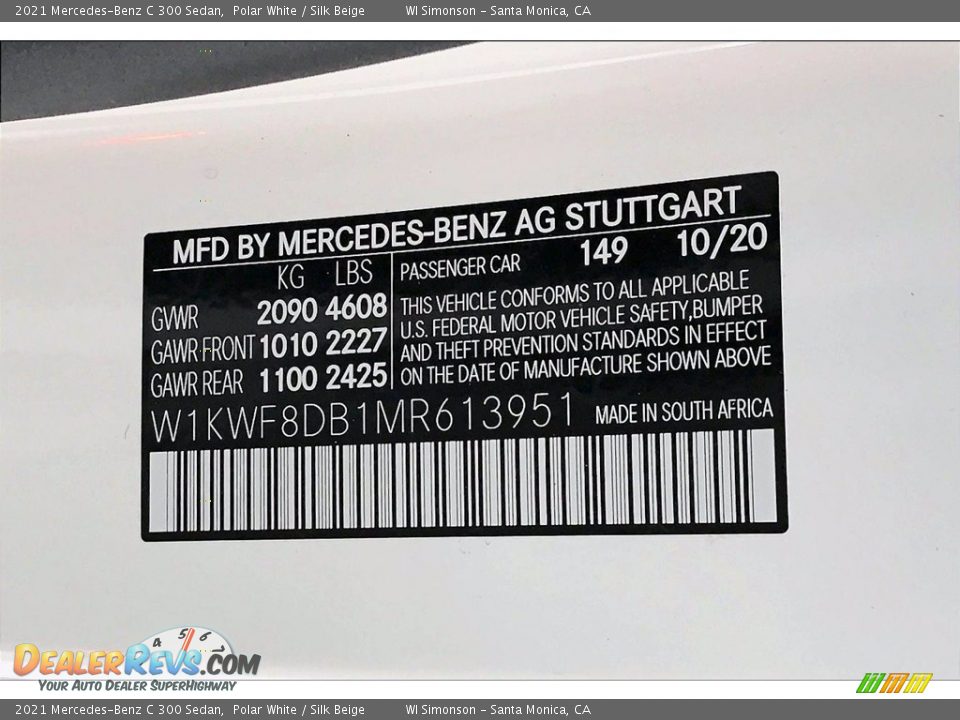 2021 Mercedes-Benz C 300 Sedan, Polar White / Silk Beige WI Simonson - Santa Monica, CA
MFD BY MERCEDES-BENZ AG STUTTGART
KG LBS PASSENGER CAR 149 10/20
GVWR 2090 4608
GAWR FRONT 1010 2227
GAWR REAR 1100 2425
THIS VEHICLE CONFORMS TO ALL APPLICABLE
U.S. FEDERAL MOTOR VEHICLE SAFETY,BUMPER
AND THEFT PREVENTION STANDARDS IN EFFECT
ON THE DATE OF MANUFACTURE SHOWN ABOVE
W1KWF8DB1MR613951 MADE IN SOUTH AFRICA
4 5 6
DEALERREVS.COM
YOUR AUTO DEALER SUPERHIGHWAY
2021 Mercedes-Benz C 300 Sedan, Polar White / Silk Beige WI Simonson - Santa Monica, CA